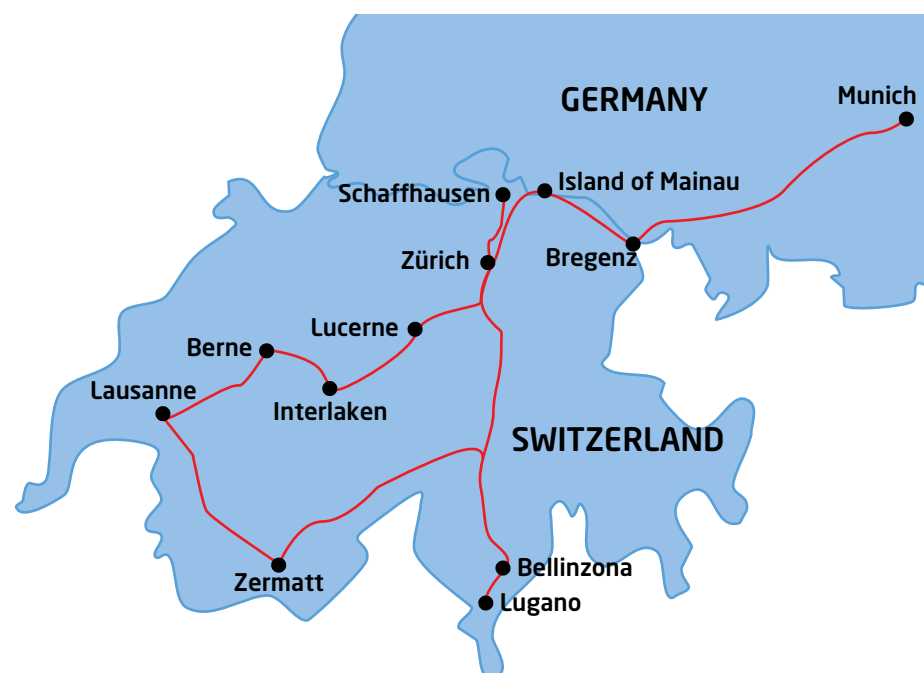 GERMANY
Munich
Schaffhausen
Island of Mainau
Zürich
Bregenz
Lucerne
Berne
Lausanne
Interlaken
SWITZERLAND
Zermatt
Bellinzona
Lugano